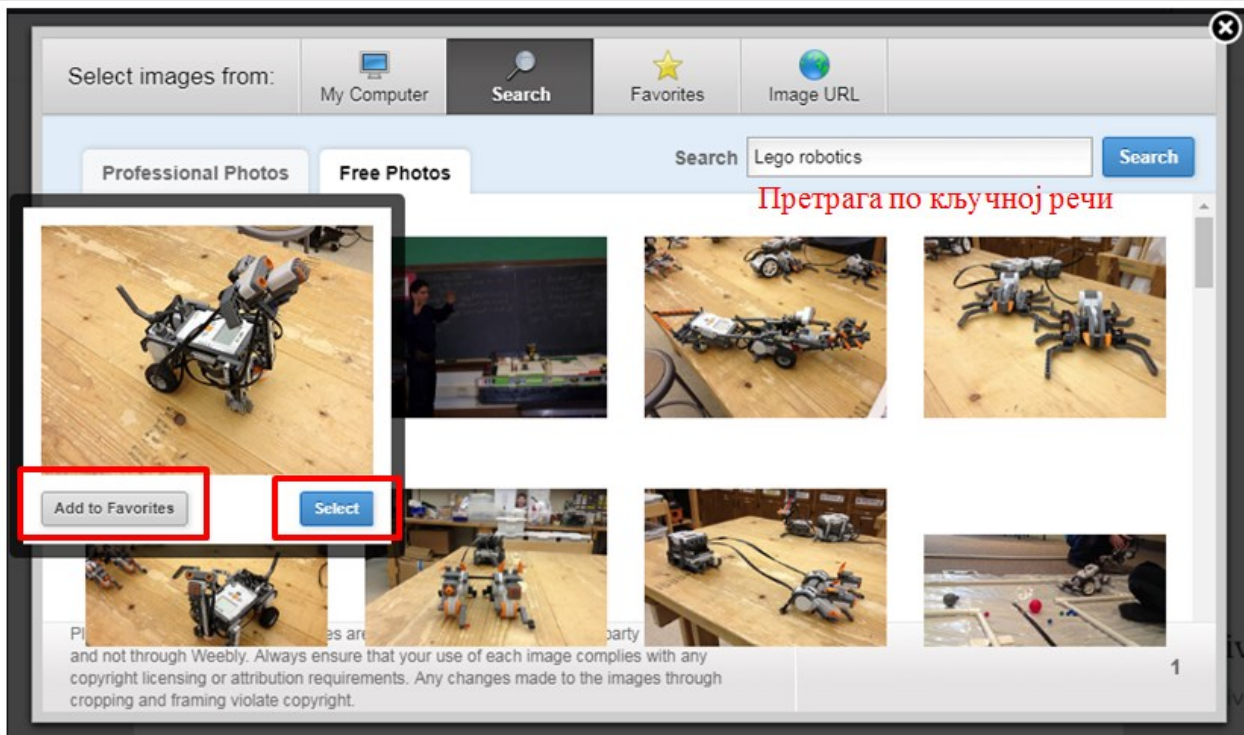 Select images from:
My Computer
Search
Favorites
Image URL
Professional Photos
Free Photos
Search
Lego robotics
Search
Претрага по кључној речи
Add to Favorites
Select
es are
party
and not through Weebly. Always ensure that your use of each image complies with any
copyright licensing or attribution requirements. Any changes made to the images through
cropping and framing violate copyright.
1